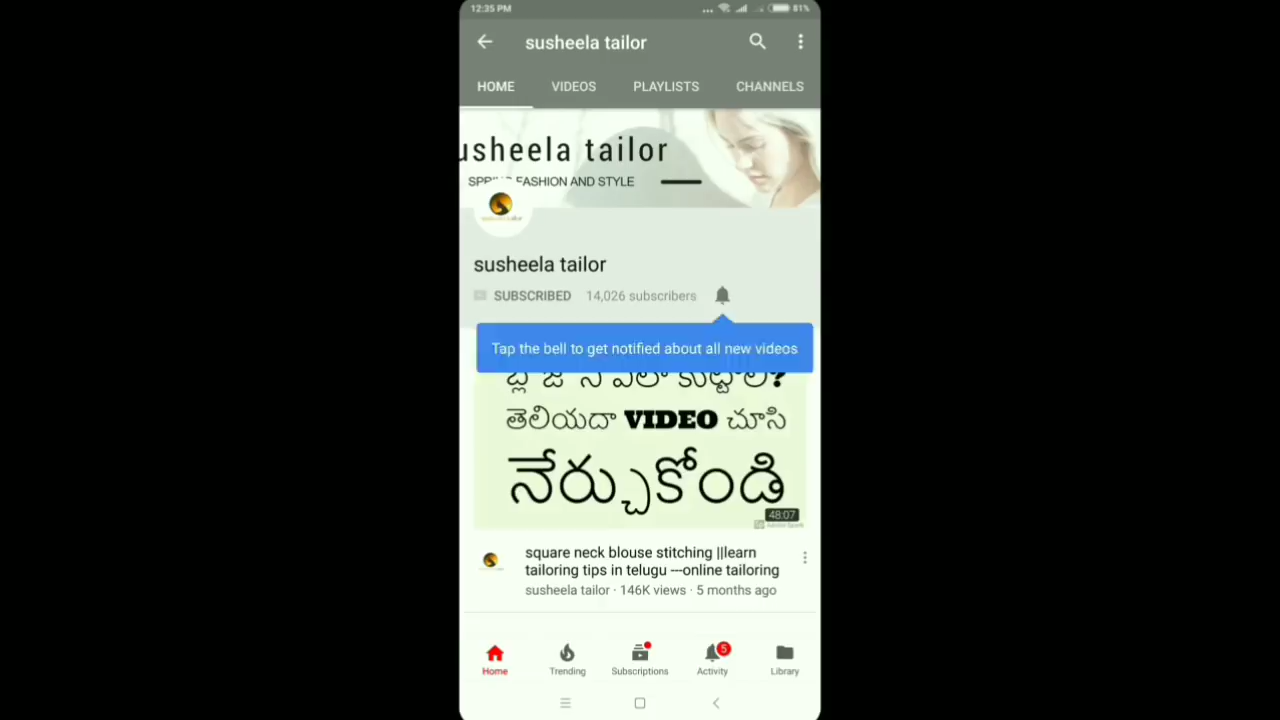 12:35 PM
81%
susheela tailor
HOME VIDEOS PLAYLISTS CHANNELS
usheela tailor
FASHION AND STYLE
susheela tailor
SUBSCRIBED 14,026 subscribers
Tap the bell to get notified about all new videos
తెలియదా VIDEO చూసి
నేర్చుకోండి
48:07
Adobe Spark
square neck blouse stitching ||learn
tailoring tips in telugu ---online tailoring
susheela tailor · 146K views · 5 months ago
5
Home Trending Subscriptions Activity Library